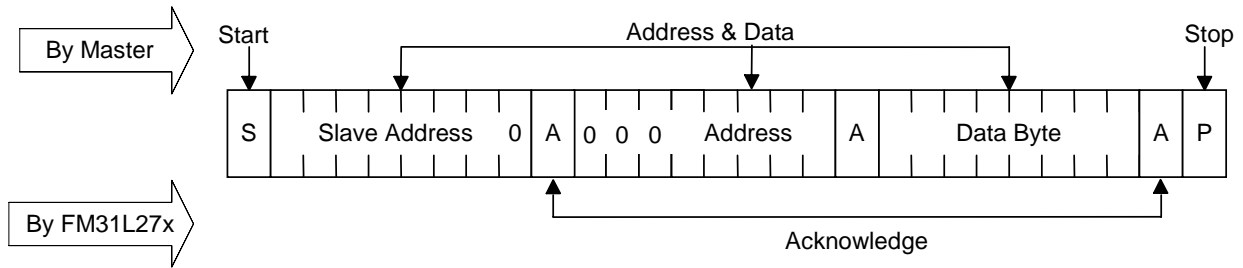 By Master
Start
Address & Data
Stop
S Slave Address 0 A 0 0 0 Address A Data Byte A P
By FM31L27x
Acknowledge